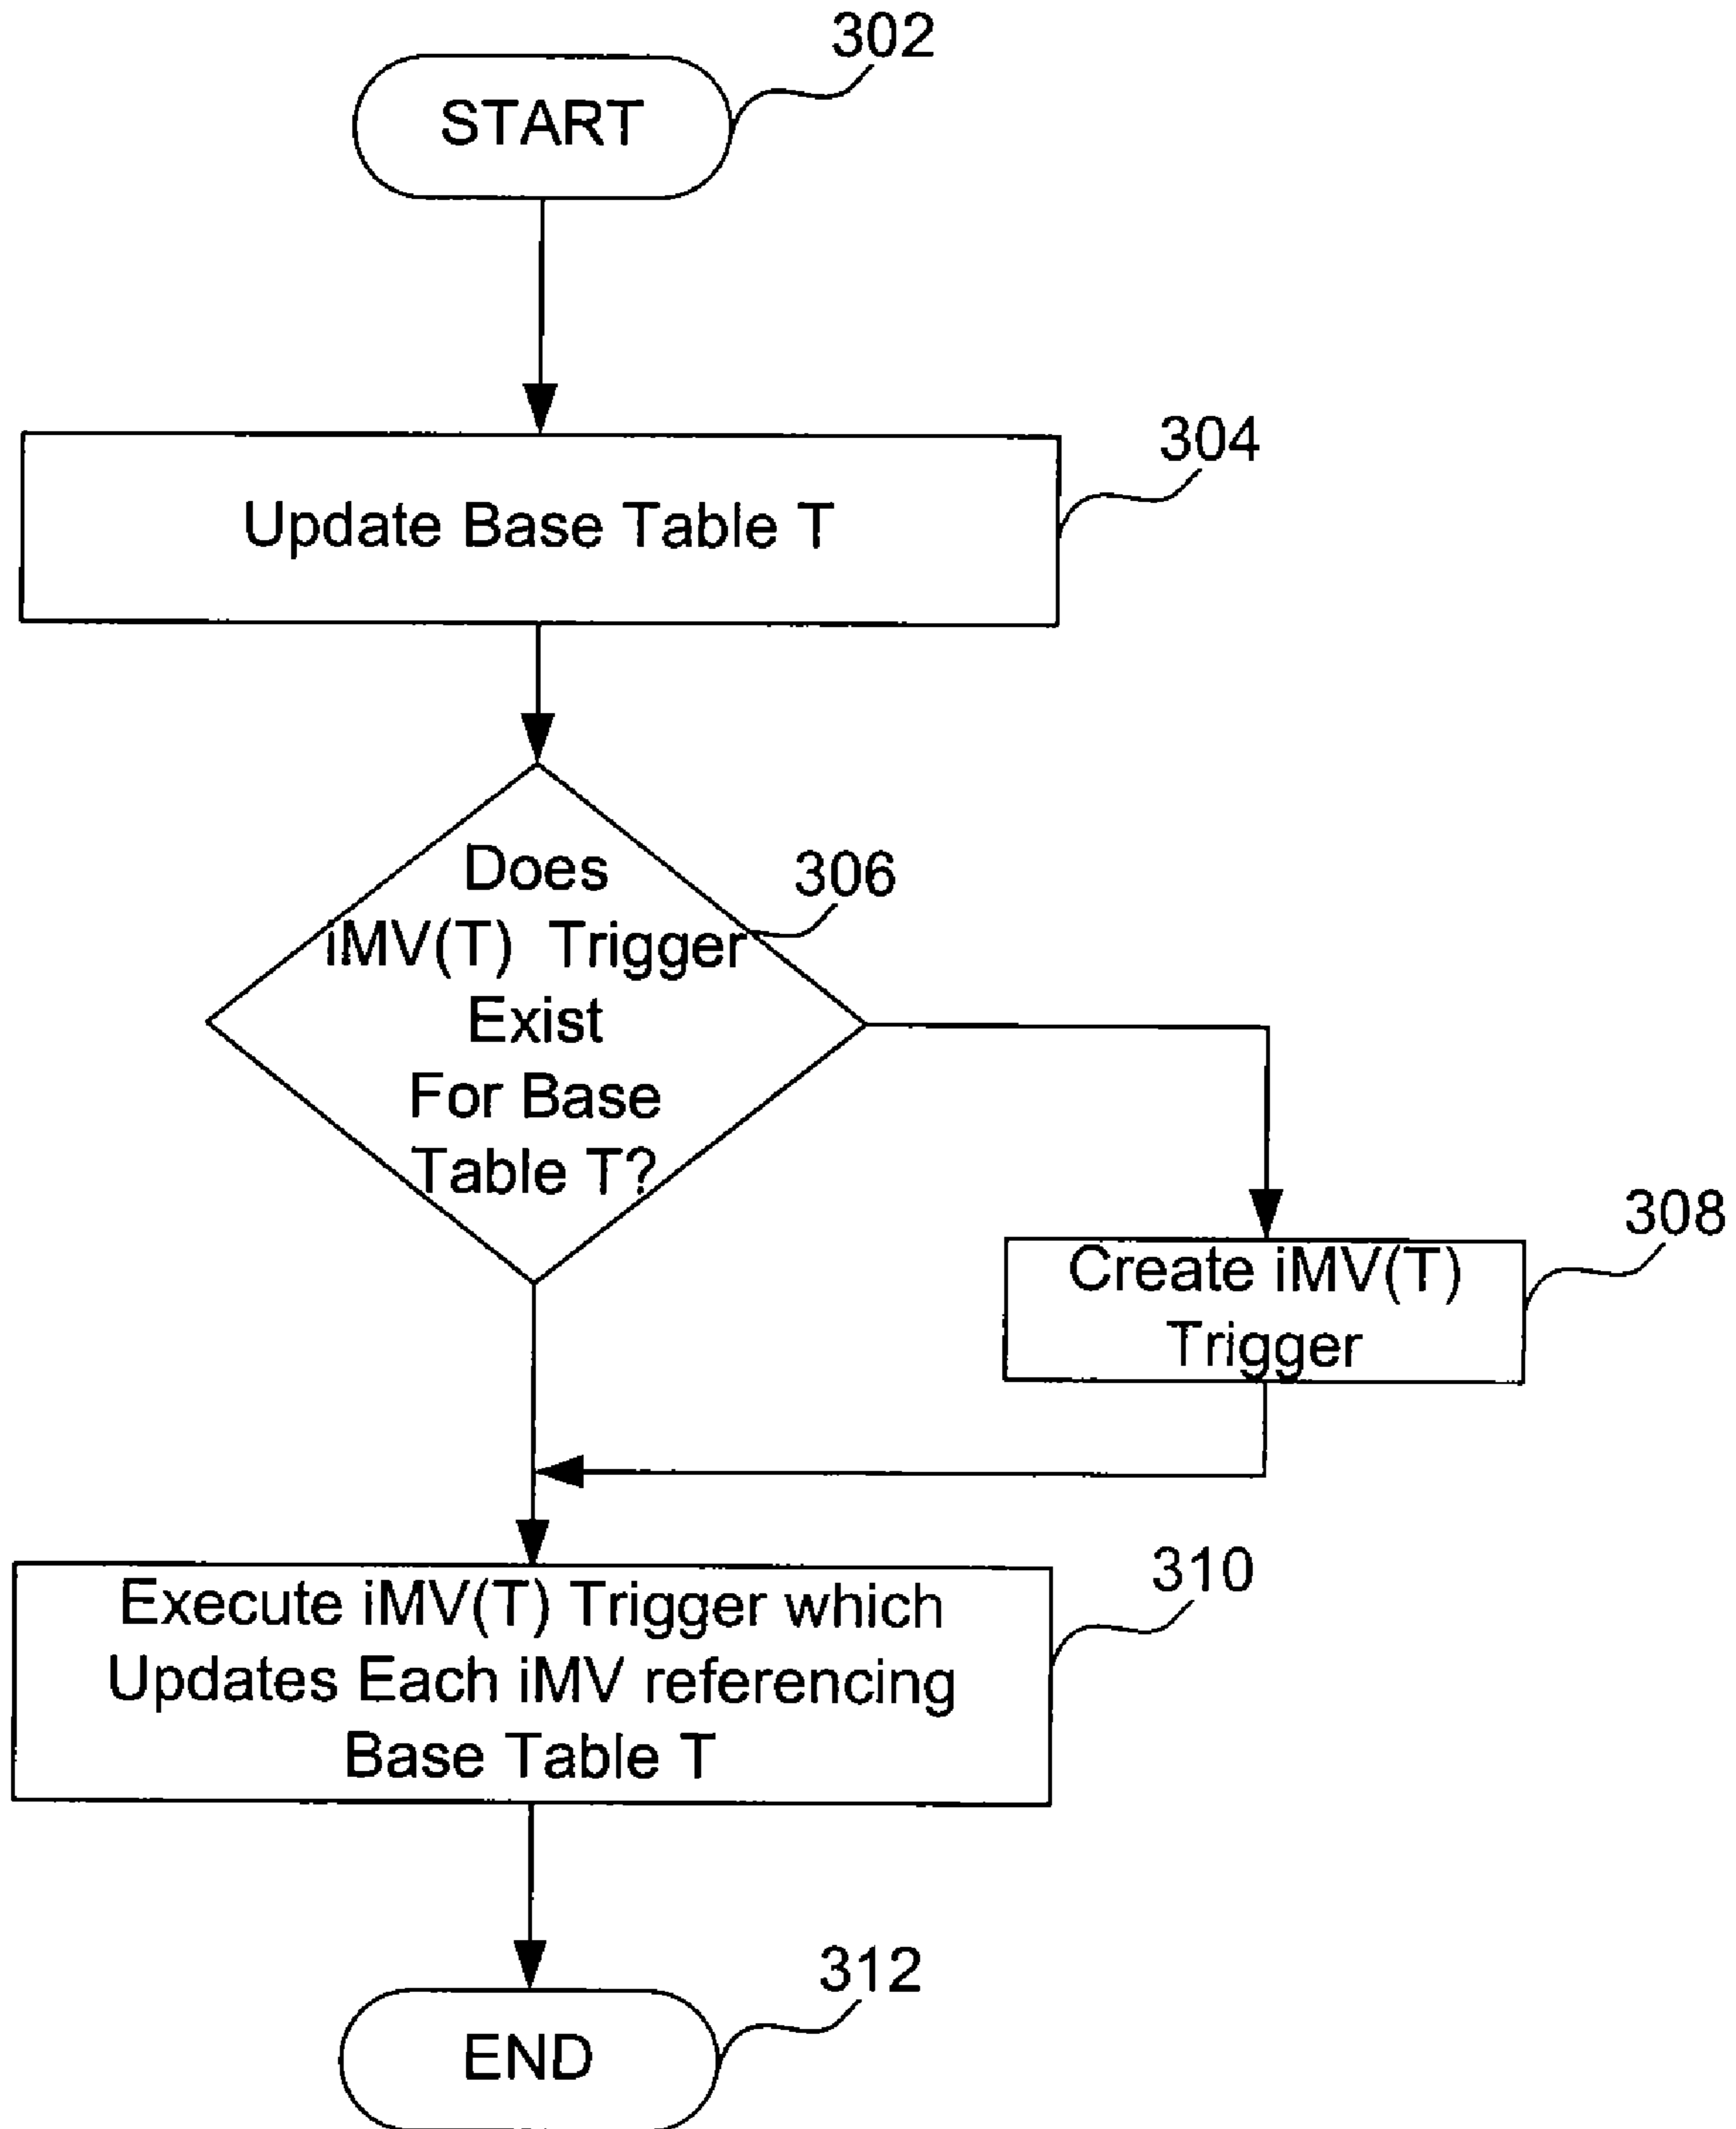 302
START
304
Update Base Table T
306
Does
iMV(T) Trigger
Exist
For Base
Table T?
308
Create iMV(T)
Trigger
310
Execute iMV(T) Trigger which
Updates Each iMV referencing
Base Table T
312
END